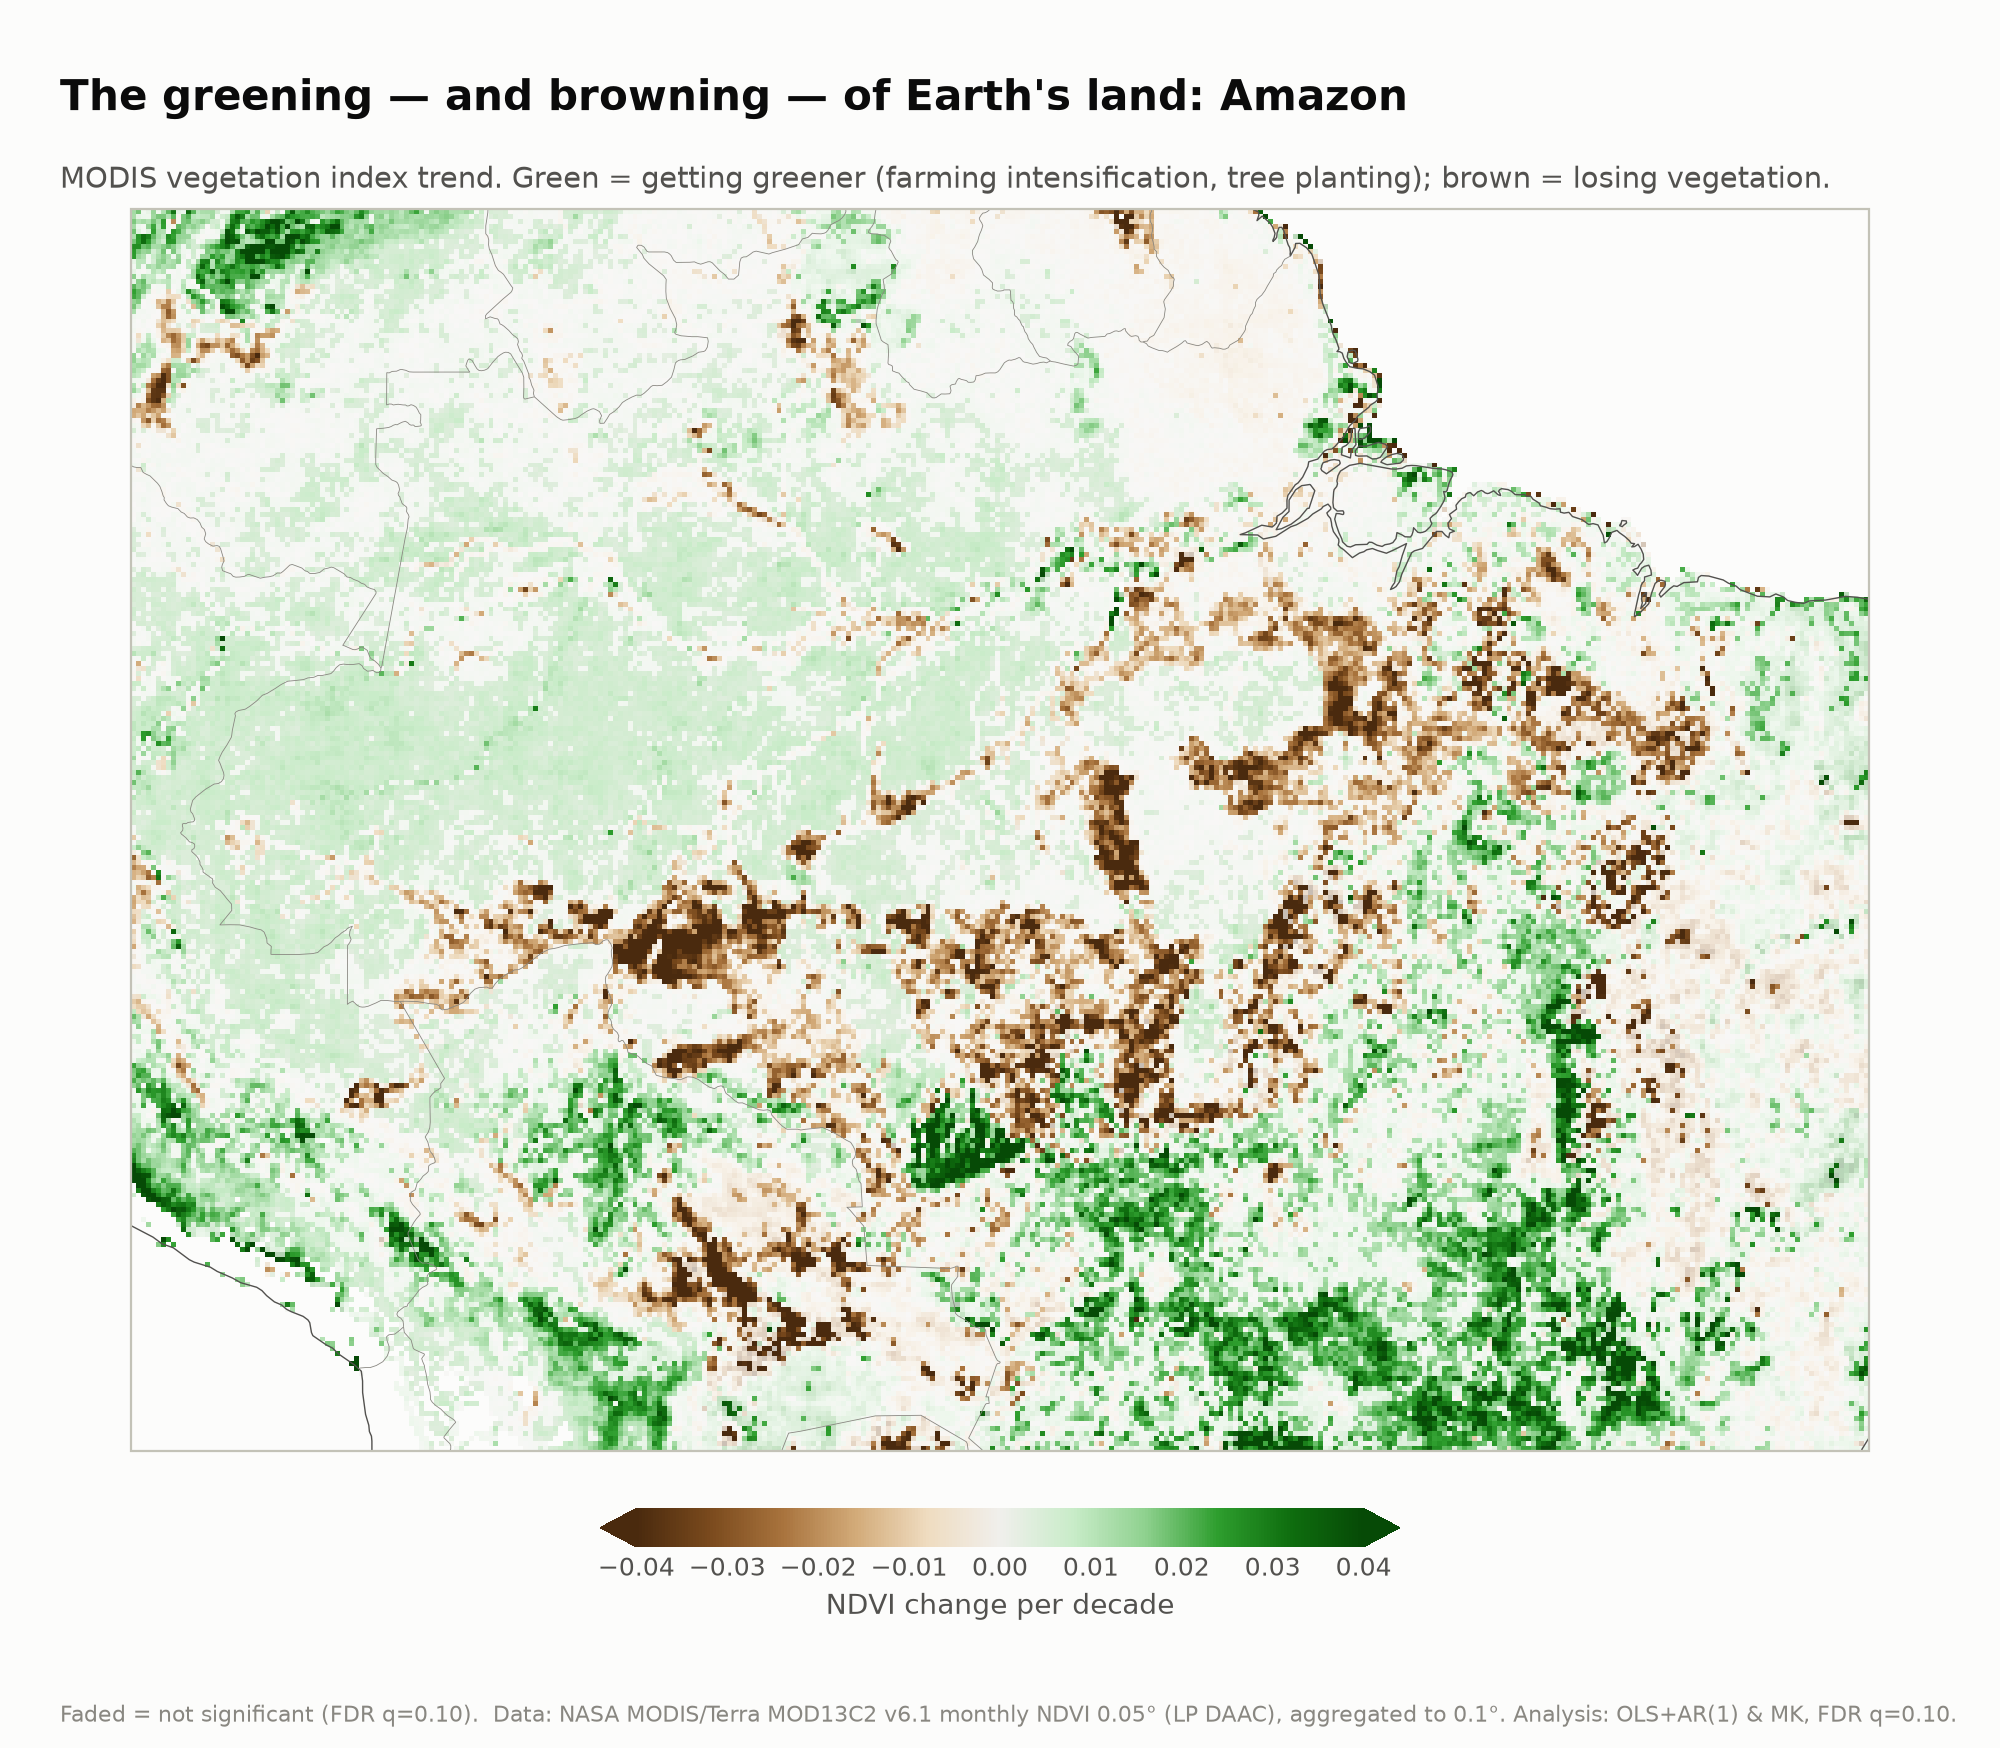 The greening — and browning — of Earth's land: Amazon
MODIS vegetation index trend. Green = getting greener (farming intensification, tree planting); brown = losing vegetation.
−0.04 −0.03 −0.02 −0.01 0.00 0.01 0.02 0.03 0.04
NDVI change per decade
Faded = not significant (FDR q=0.10).  Data: NASA MODIS/Terra MOD13C2 v6.1 monthly NDVI 0.05° (LP DAAC), aggregated to 0.1°. Analysis: OLS+AR(1) & MK, FDR q=0.10.